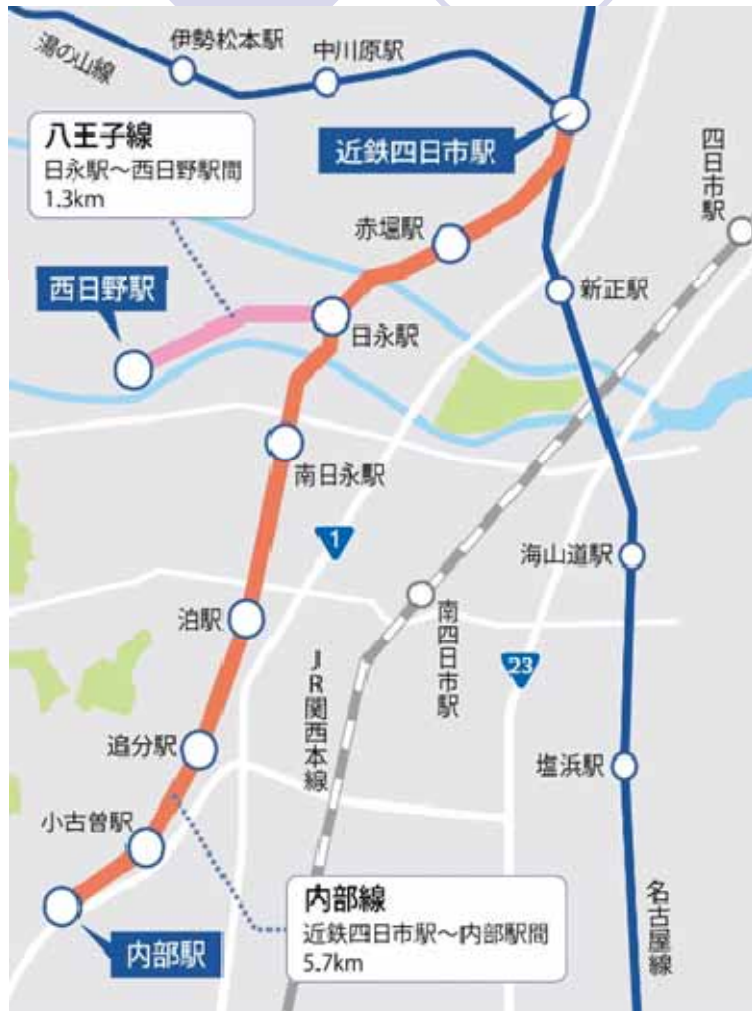 伊勢松本駅
中川原駅
湯の山線
八王子線
日永駅～西日野駅間
1.3km
近鉄四日市駅
四日市駅
赤堀駅
西日野駅
新正駅
日永駅
南日永駅
1
海山道駅
泊駅
南四日市駅
23
JR関西本線
追分駅
塩浜駅
小古曽駅
内部線
近鉄四日市駅～内部駅間
5.7km
名古屋線
内部駅